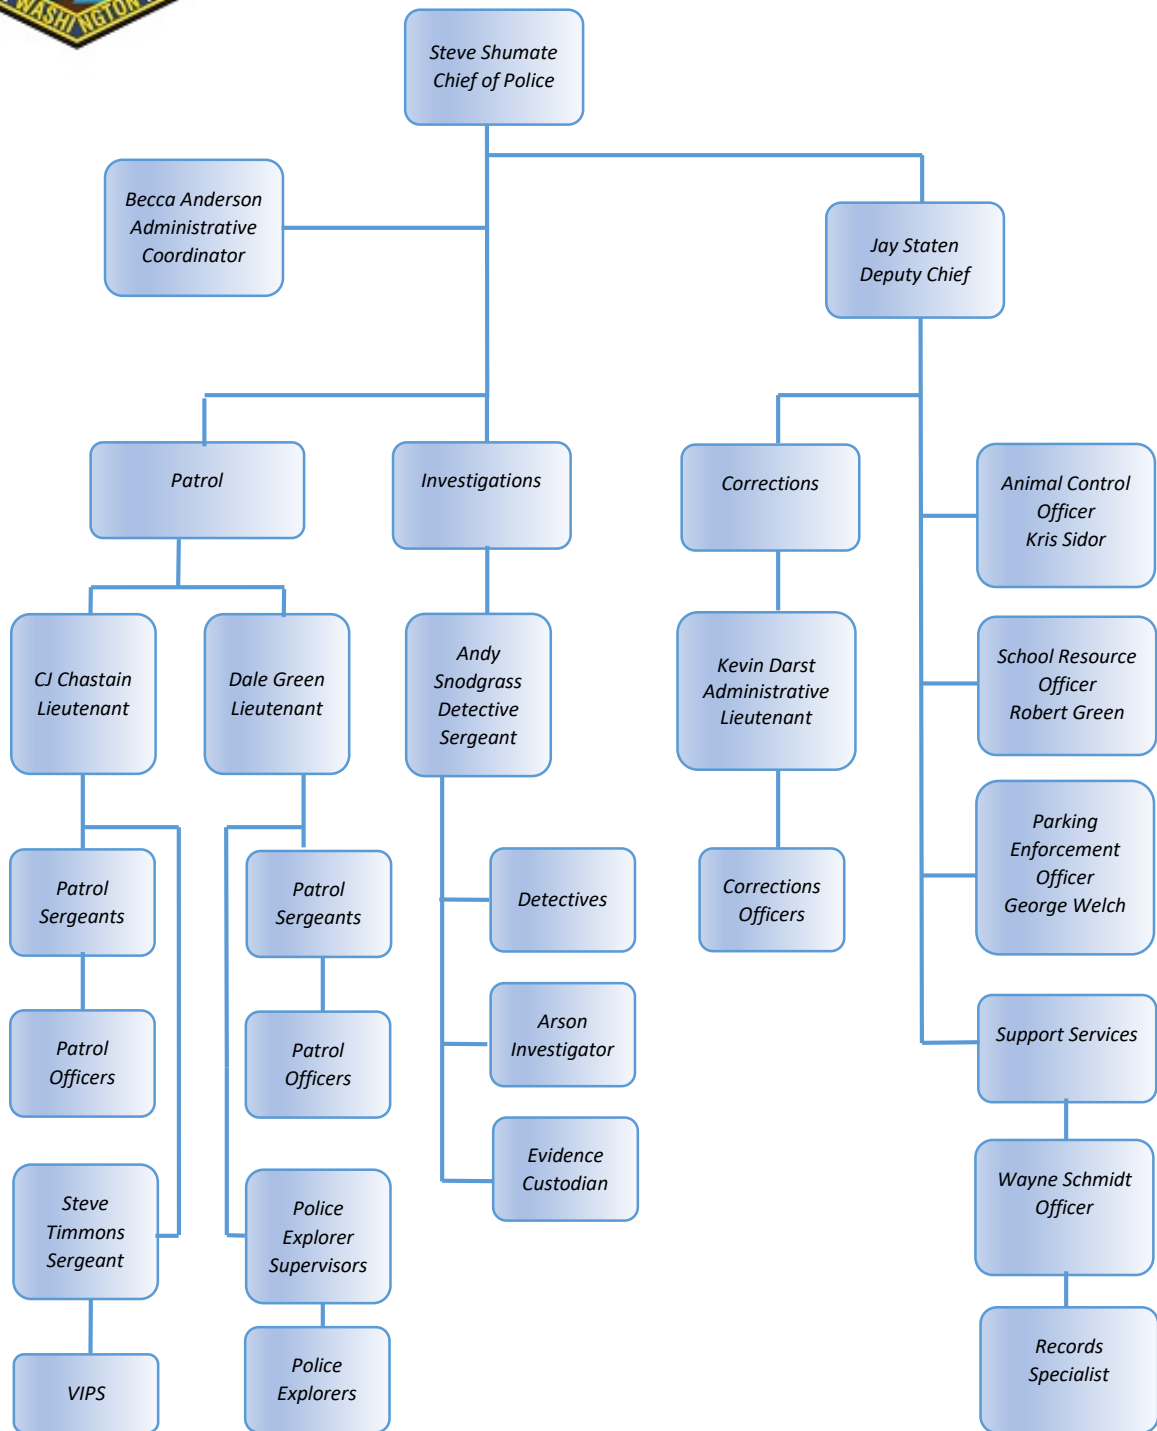 WASHINGTON
Steve Shumate
Chief of Police
Becca Anderson
Administrative
Coordinator
Jay Staten
Deputy Chief
Patrol
Investigations
Corrections
Animal Control
Officer
Kris Sidor
CJ Chastain
Lieutenant
Dale Green
Lieutenant
Andy
Snodgrass
Detective
Sergeant
Kevin Darst
Administrative
Lieutenant
School Resource
Officer
Robert Green
Parking
Enforcement
Officer
George Welch
Patrol
Sergeants
Patrol
Sergeants
Detectives
Corrections
Officers
Patrol
Officers
Patrol
Officers
Arson
Investigator
Support Services
Evidence
Custodian
Steve
Timmons
Sergeant
Police
Explorer
Supervisors
Wayne Schmidt
Officer
VIPS
Police
Explorers
Records
Specialist